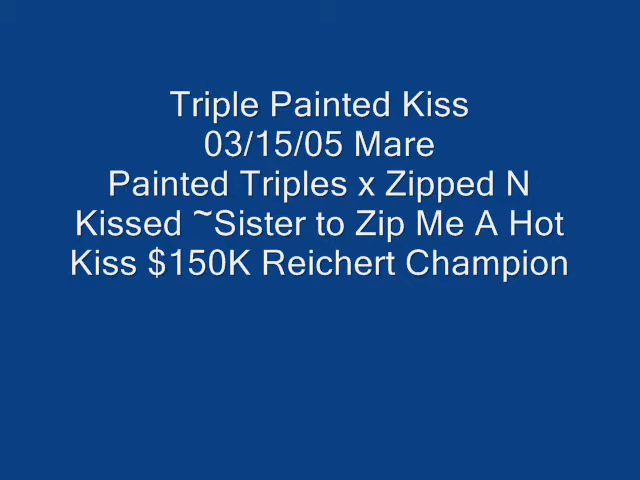 Triple Painted Kiss
03/15/05 Mare
Painted Triples x Zipped N
Kissed ~Sister to Zip Me A Hot
Kiss $150K Reichert Champion